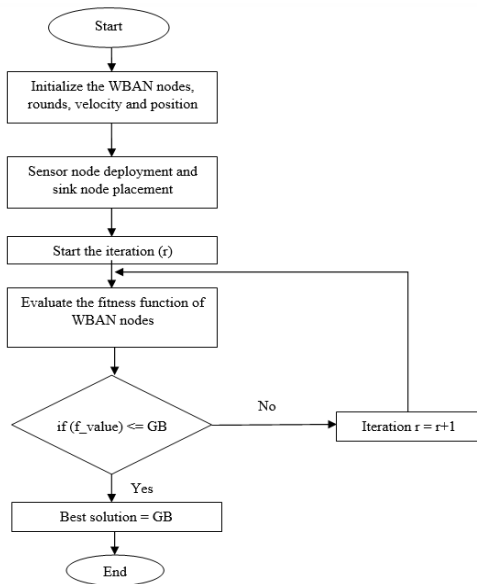 Start
Initialize the WBAN nodes,
rounds, velocity and position
Sensor node deployment and
sink node placement
Start the iteration (r)
Evaluate the fitness function of
WBAN nodes
if (f_value) <= GB
No
Iteration r = r+1
Yes
Best solution = GB
End